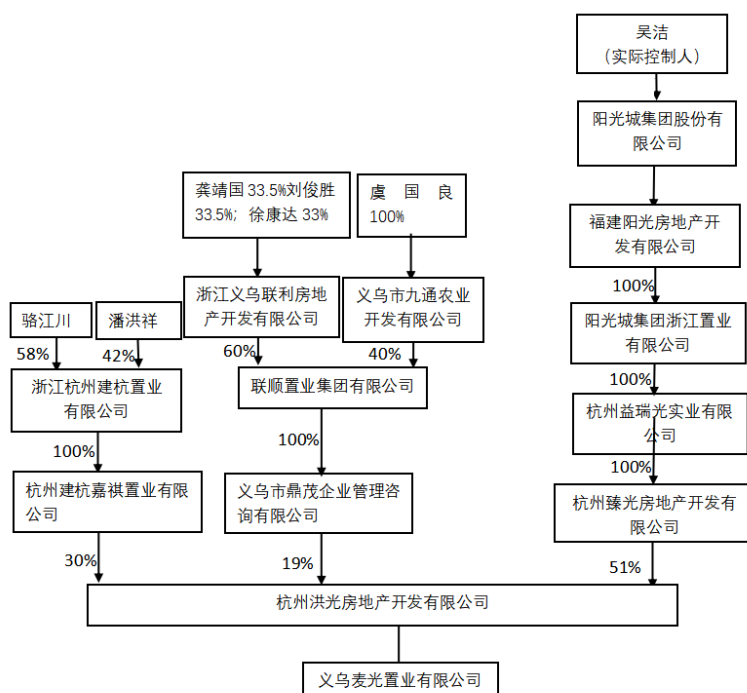 吴洁
（实际控制人）
阳光城集团股份有
限公司
龚靖国 33.5%刘俊胜
33.5%；徐康达 33%
虞国良
100%
福建阳光房地产开
发有限公司
100%
浙江义乌联利房地
产开发有限公司
义乌市九通农业
开发有限公司
骆江川
潘洪祥
阳光城集团浙江置业
有限公司
58%
42%
60%
40%
100%
浙江杭州建杭置业
有限公司
联顺置业集团有限公司
杭州益瑞光实业有限
公司
100%
100%
100%
杭州建杭嘉祺置业有限
公司
义乌市鼎茂企业管理咨
询有限公司
杭州臻光房地产开发有
限公司
30%
19%
51%
杭州洪光房地产开发有限公司
义乌麦光置业有限公司